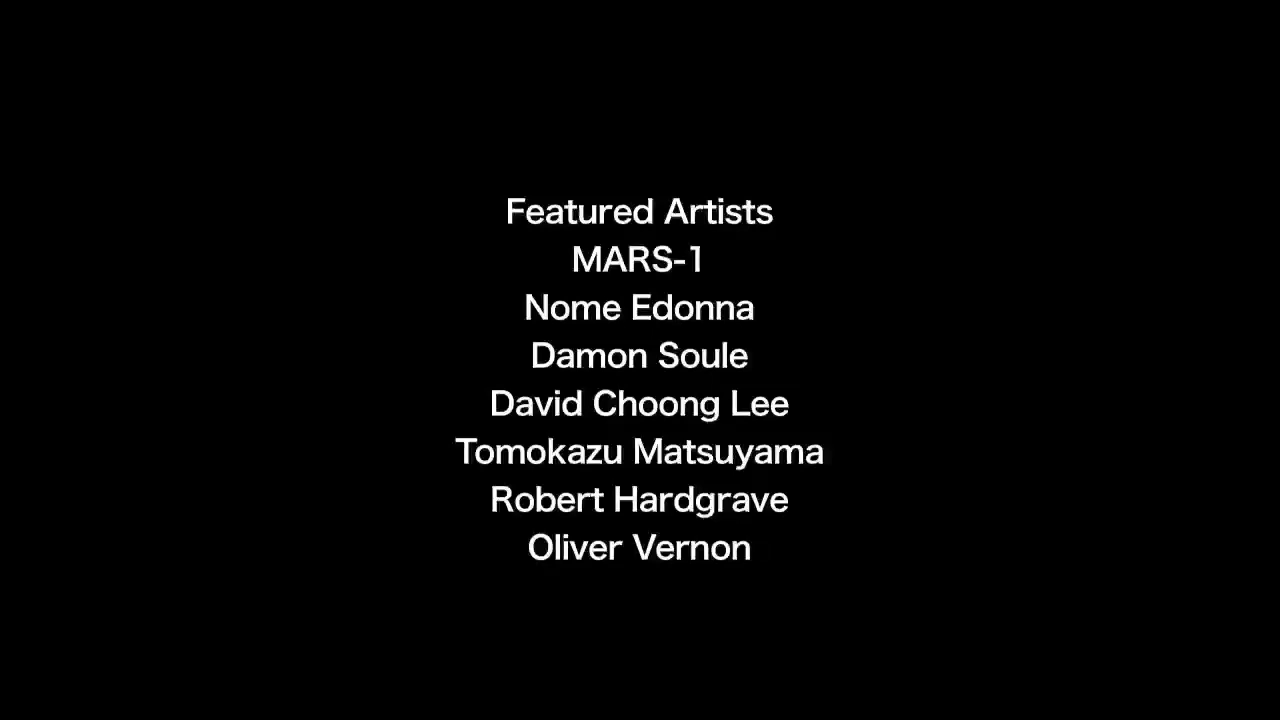 Featured Artists
MARS-1
Nome Edonna
Damon Soule
David Choong Lee
Tomokazu Matsuyama
Robert Hardgrave
Oliver Vernon